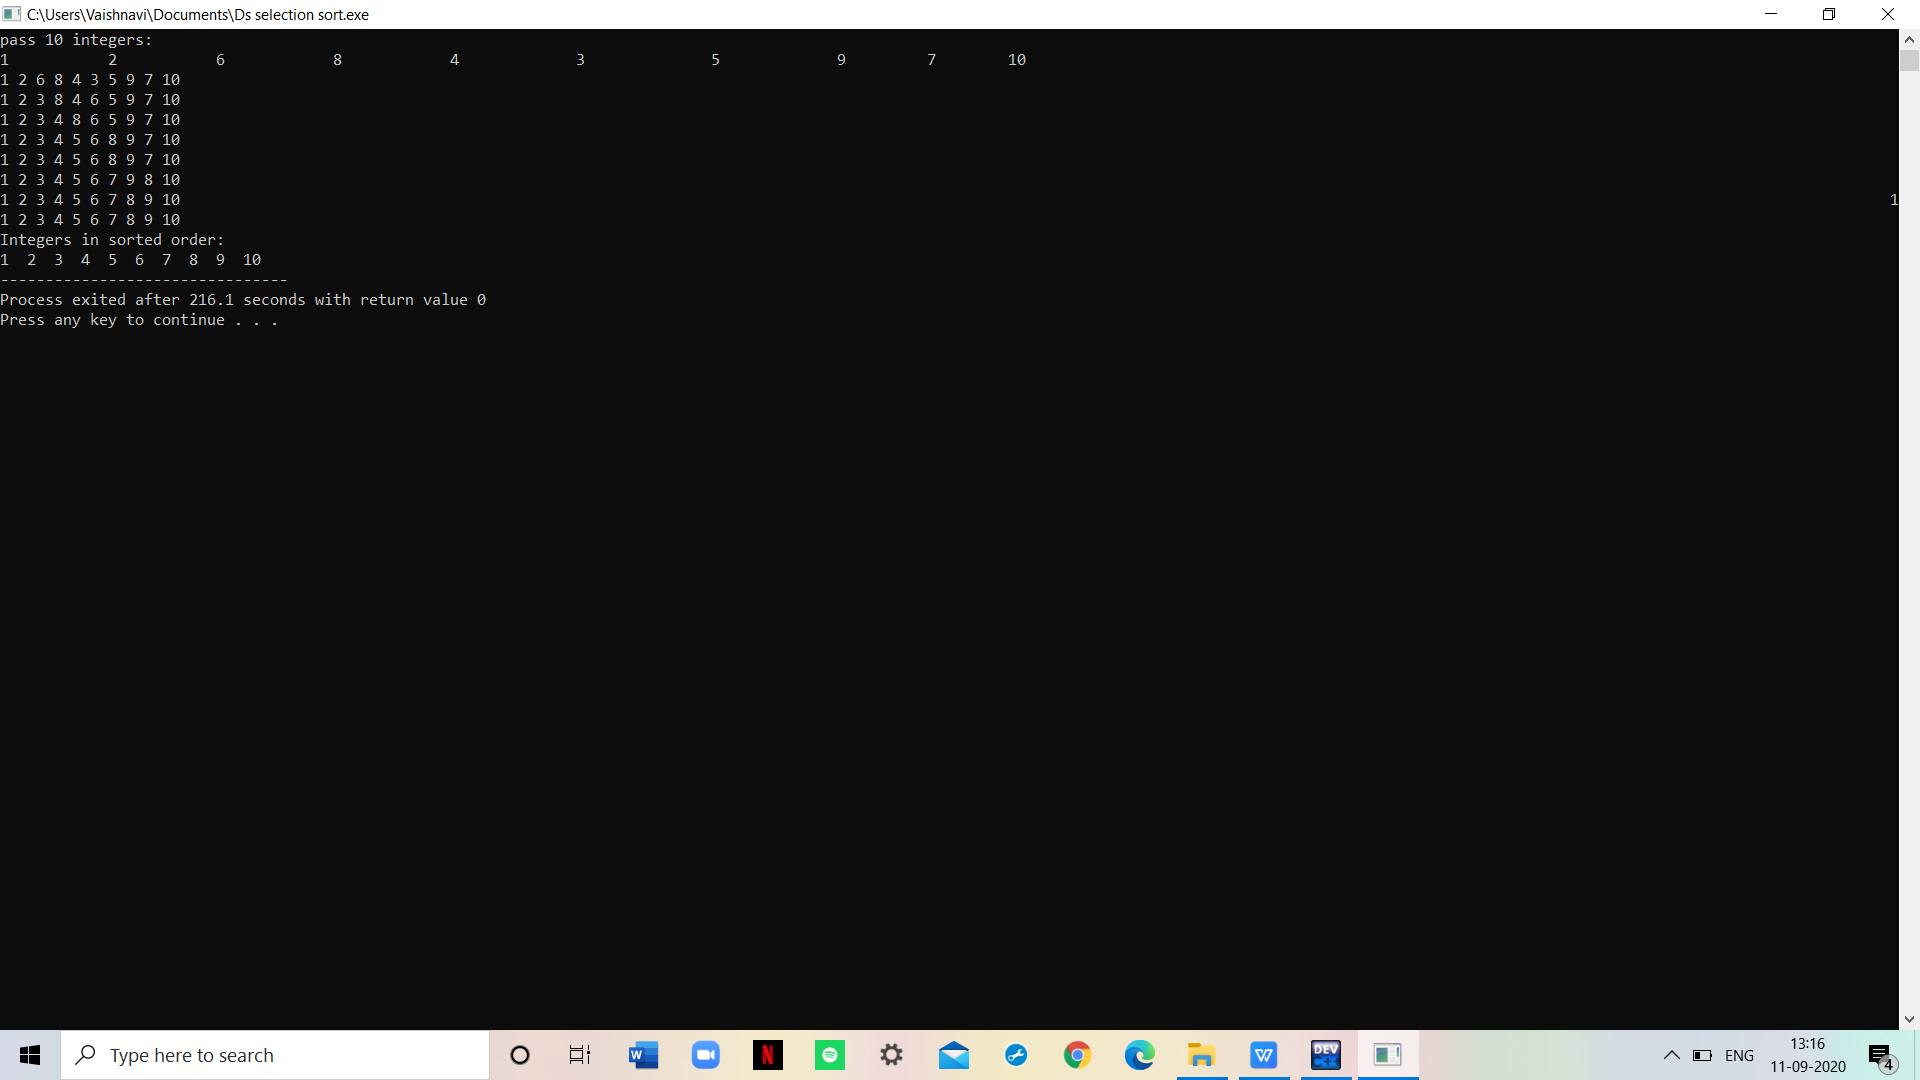 C:\Users\Vaishnavi\Documents\Ds selection sort.exe
pass 10 integers:
1 2 6 8 4 3 5 9 7 10
1 2 6 8 4 3 5 9 7 10
1 2 3 8 4 6 5 9 7 10
1 2 3 4 8 6 5 9 7 10
1 2 3 4 5 6 8 9 7 10
1 2 3 4 5 6 8 9 7 10
1 2 3 4 5 6 7 9 8 10
1 2 3 4 5 6 7 8 9 10 1
1 2 3 4 5 6 7 8 9 10
Integers in sorted order:
1 2 3 4 5 6 7 8 9 10
--------------------------------
Process exited after 216.1 seconds with return value 0
Press any key to continue . . .
Type here to search
W
N
W
DEV
C++
ENG
13:16
11-09-2020
4